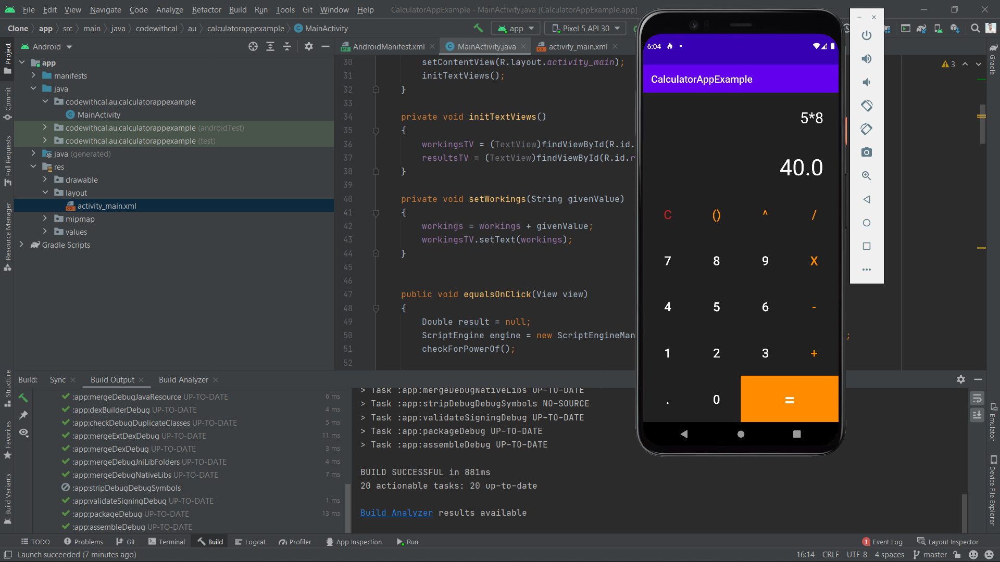 File Edit View Navigate Code Analyze Refactor Build Run Tools Git Window Help CalculatorAppExample - MainActivity.java [CalculatorAppExample.app]
Clone app src main java codewithcal au calculatorappexample MainActivity app Pixel 5 API 30
Android
app
manifests
java
codewithcal.au.calculatorappexample
MainActivity
codewithcal.au.calculatorappexample (androidTest)
codewithcal.au.calculatorappexample (test)
java (generated)
res
drawable
layout
activity_main.xml
mipmap
values
Gradle Scripts
Project
Commit
Pull Requests
Resource Manager
Structure
Favorites
Build Variants
AndroidManifest.xml MainActivity.java activity_main.xml
3
30 setContentView(R.layout.activity_main);
31 initTextViews();
32 }
33
34 private void initTextViews()
35 {
36 workingsTV = (TextView)findViewById(R.id.
37 resultsTV = (TextView)findViewById(R.id.r
38 }
39
40 private void setWorkings(String givenValue)
41 {
42 workings = workings + givenValue;
43 workingsTV.setText(workings);
44 }
45
46
47 public void equalsOnClick(View view)
48 {
49 Double result = null;
50 ScriptEngine engine = new ScriptEngineMan ;
51 checkForPowerOf();
52
6:04
CalculatorAppExample
5*8
40.0
C () ^ /
7 8 9 X
4 5 6 -
1 2 3 +
. 0 =
Gradle
Emulator
Device File Explorer
Build: Sync Build Output Build Analyzer
:app:mergeDebugJavaResource UP-TO-DATE 6 ms
:app:dexBuilderDebug UP-TO-DATE 4 ms
:app:checkDebugDuplicateClasses UP-TO-DATE 5 ms
:app:mergeExtDexDebug UP-TO-DATE 11 ms
:app:mergeDexDebug UP-TO-DATE 3 ms
:app:mergeDebugJniLibFolders UP-TO-DATE 4 ms
:app:mergeDebugNativeLibs UP-TO-DATE 7 ms
:app:stripDebugDebugSymbols
:app:validateSigningDebug UP-TO-DATE 1 ms
:app:packageDebug UP-TO-DATE 13 ms
:app:assembleDebug UP-TO-DATE
> Task :app:mergeDebugNativeLibs UP-TO-DATE
> Task :app:stripDebugDebugSymbols NO-SOURCE
> Task :app:validateSigningDebug UP-TO-DATE
> Task :app:packageDebug UP-TO-DATE
> Task :app:assembleDebug UP-TO-DATE
BUILD SUCCESSFUL in 881ms
20 actionable tasks: 20 up-to-date
Build Analyzer results available
TODO Problems Git Terminal Build Logcat Profiler App Inspection Run 1 Event Log Layout Inspector
Launch succeeded (7 minutes ago) 16:14 CRLF UTF-8 4 spaces master